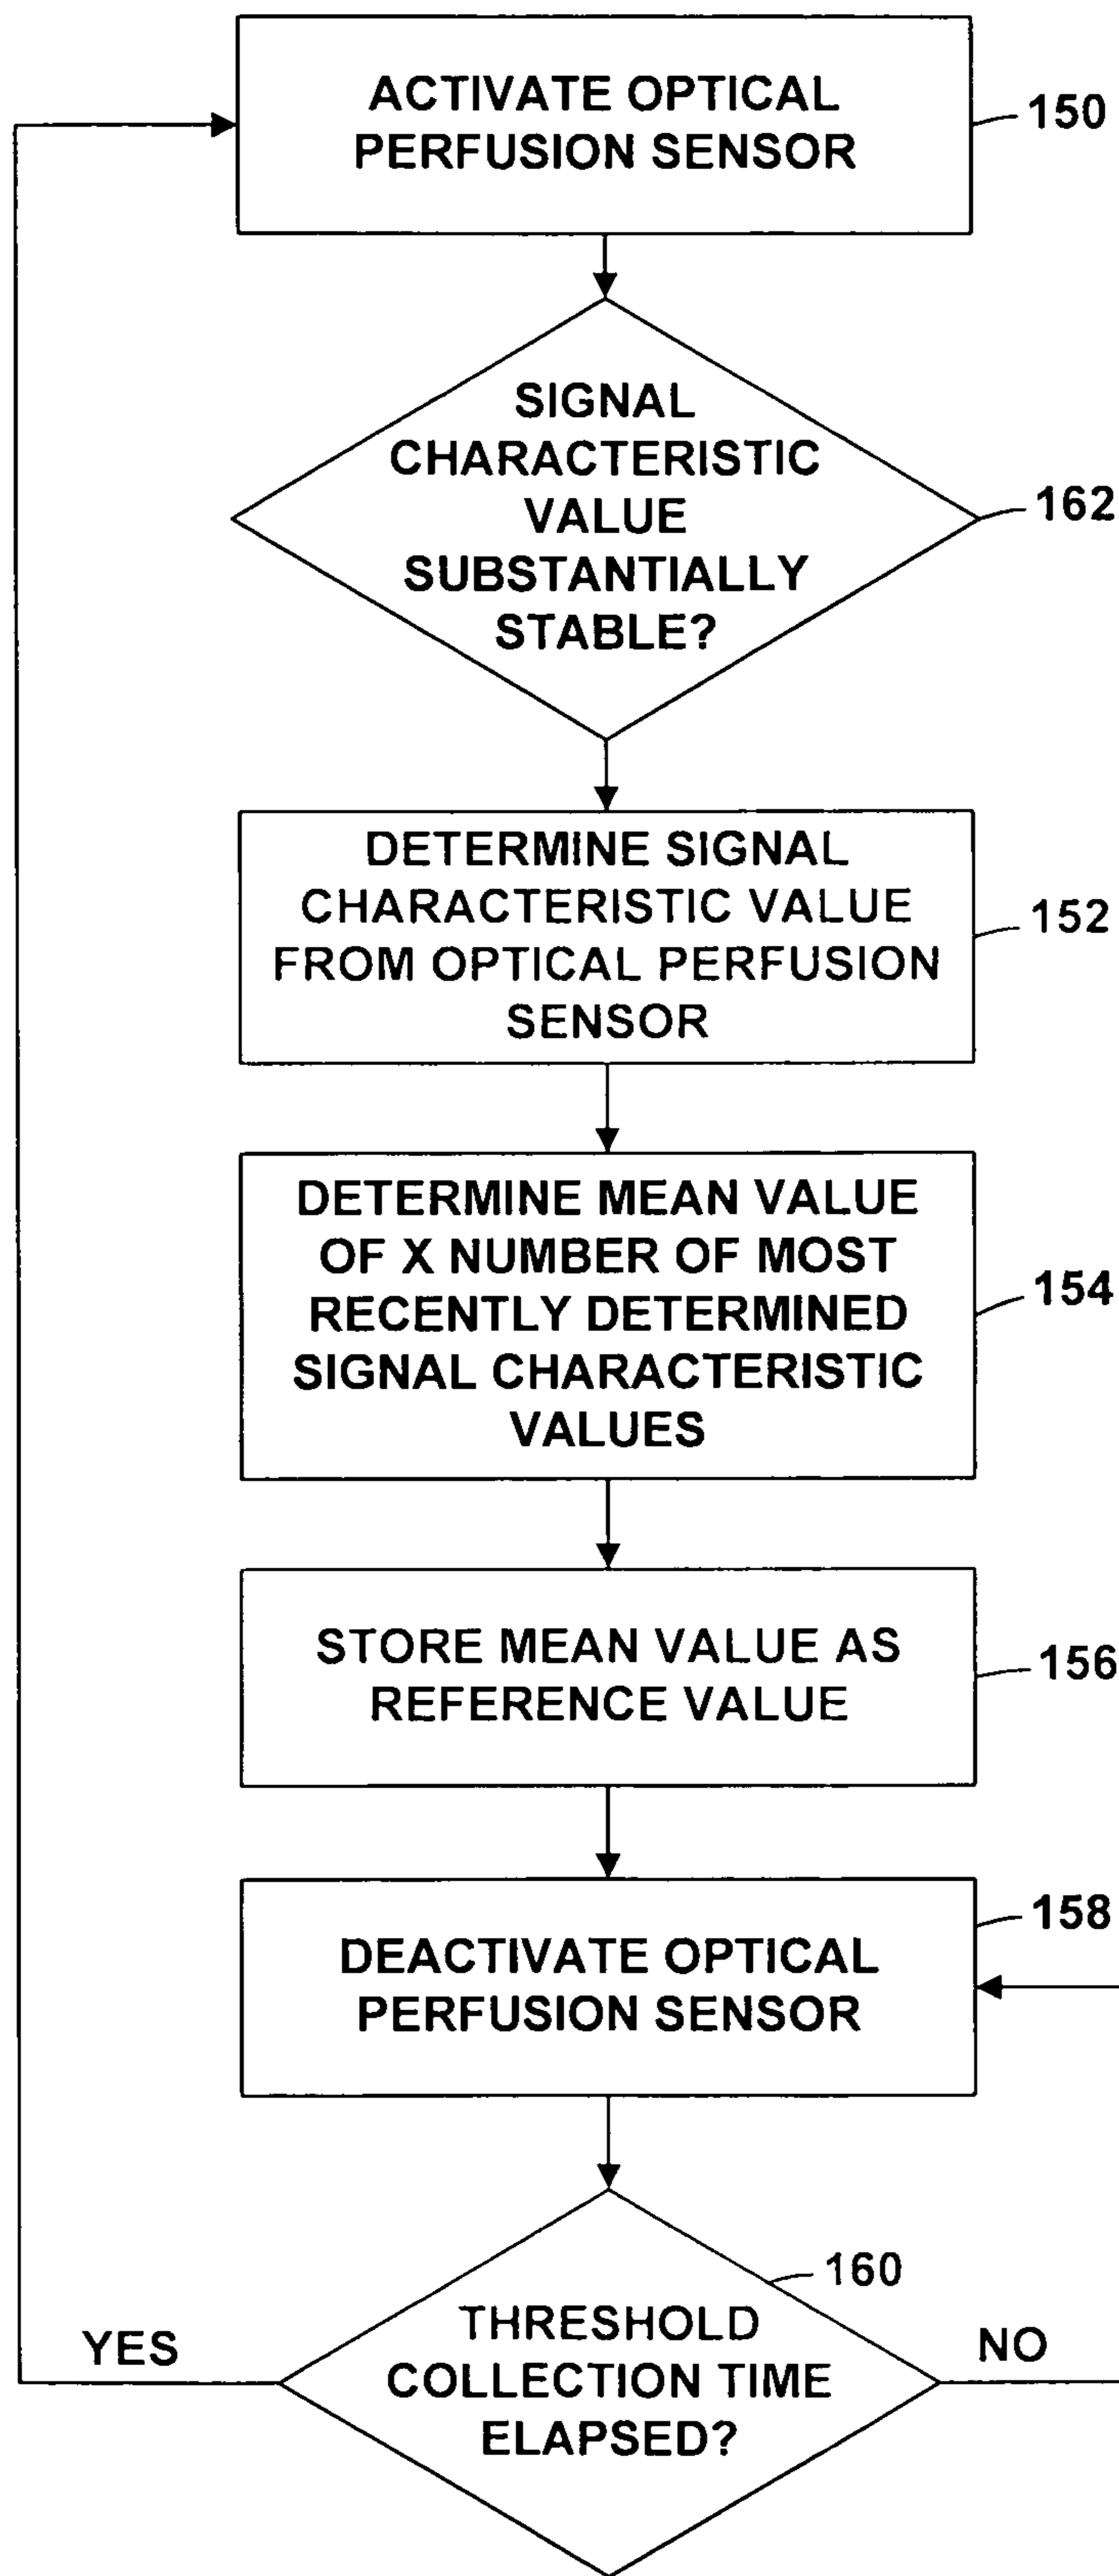 ACTIVATE OPTICAL
PERFUSION SENSOR
150
SIGNAL
CHARACTERISTIC
VALUE
SUBSTANTIALLY
STABLE?
162
DETERMINE SIGNAL
CHARACTERISTIC VALUE
FROM OPTICAL PERFUSION
SENSOR
152
DETERMINE MEAN VALUE
OF X NUMBER OF MOST
RECENTLY DETERMINED
SIGNAL CHARACTERISTIC
VALUES
154
STORE MEAN VALUE AS
REFERENCE VALUE
156
DEACTIVATE OPTICAL
PERFUSION SENSOR
158
160
THRESHOLD
COLLECTION TIME
ELAPSED?
YES
NO